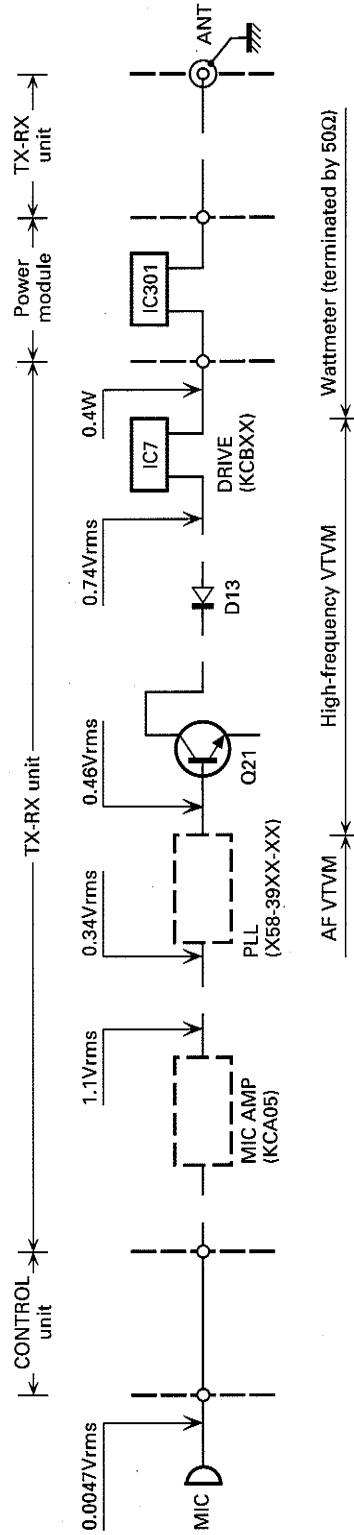 CONTROL
unit
TX-RX unit
Power
module
TX-RX
unit
0.0047Vrms
1.1Vrms
0.34Vrms
0.46Vrms
0.74Vrms
0.4W
MIC
MIC AMP
(KCA05)
PLL
(X58-39XX-XX)
Q21
D13
IC7
DRIVE
(KCBXX)
IC301
ANT
AF VTVM
High-frequency VTVM
Wattmeter (terminated by 50Ω)